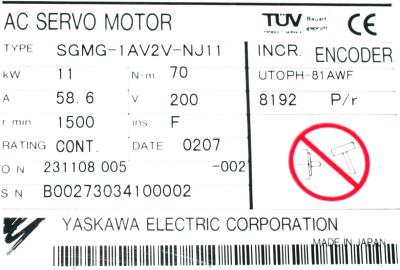 AC SERVO MOTOR
TÜV Bauart geprüft CE
TYPE SGMG-1AV2V-NJ11 INCR. ENCODER
kW 11 N·m 70 UTOPH-81AWF
A 58.6 V 200 8192 P/r
r min 1500 ins. F
RATING CONT. DATE 0207
O N 231108 005 -002
S N B00273034100002
YASKAWA ELECTRIC CORPORATION
MADE IN JAPAN